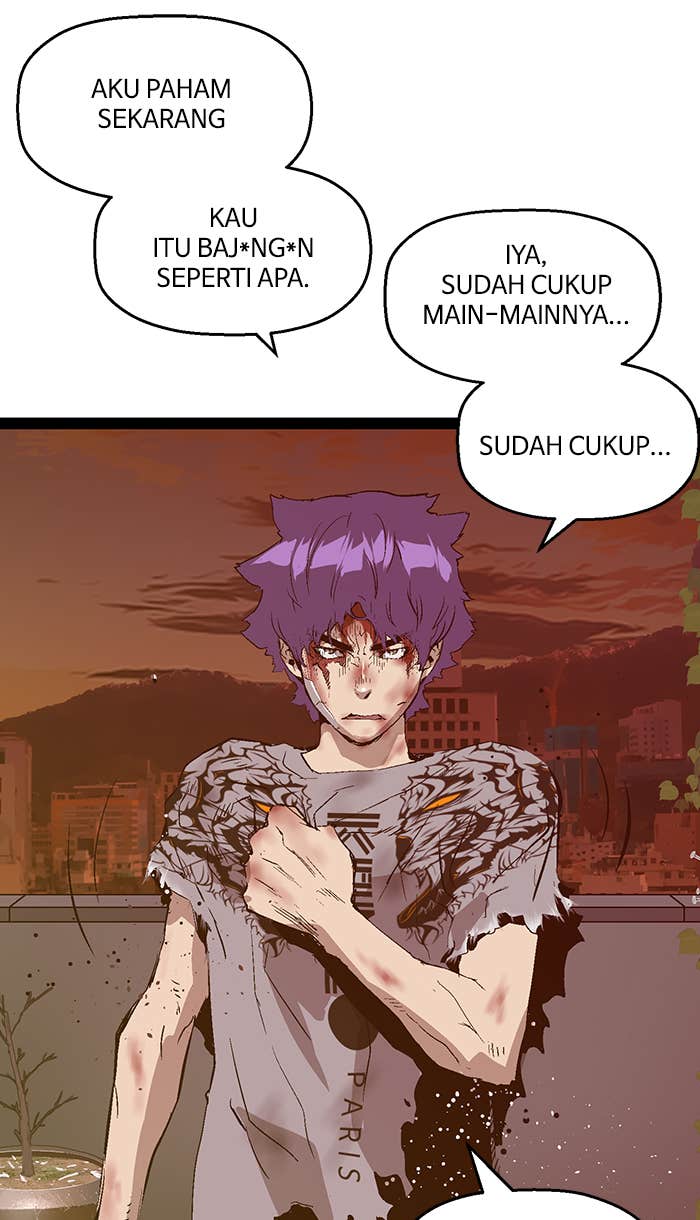 AKU PAHAM
SEKARANG
KAU
ITU BAJ*NG*N
SEPERTI APA.
IYA,
SUDAH CUKUP
MAIN-MAINNYA...
SUDAH CUKUP...
PARIS